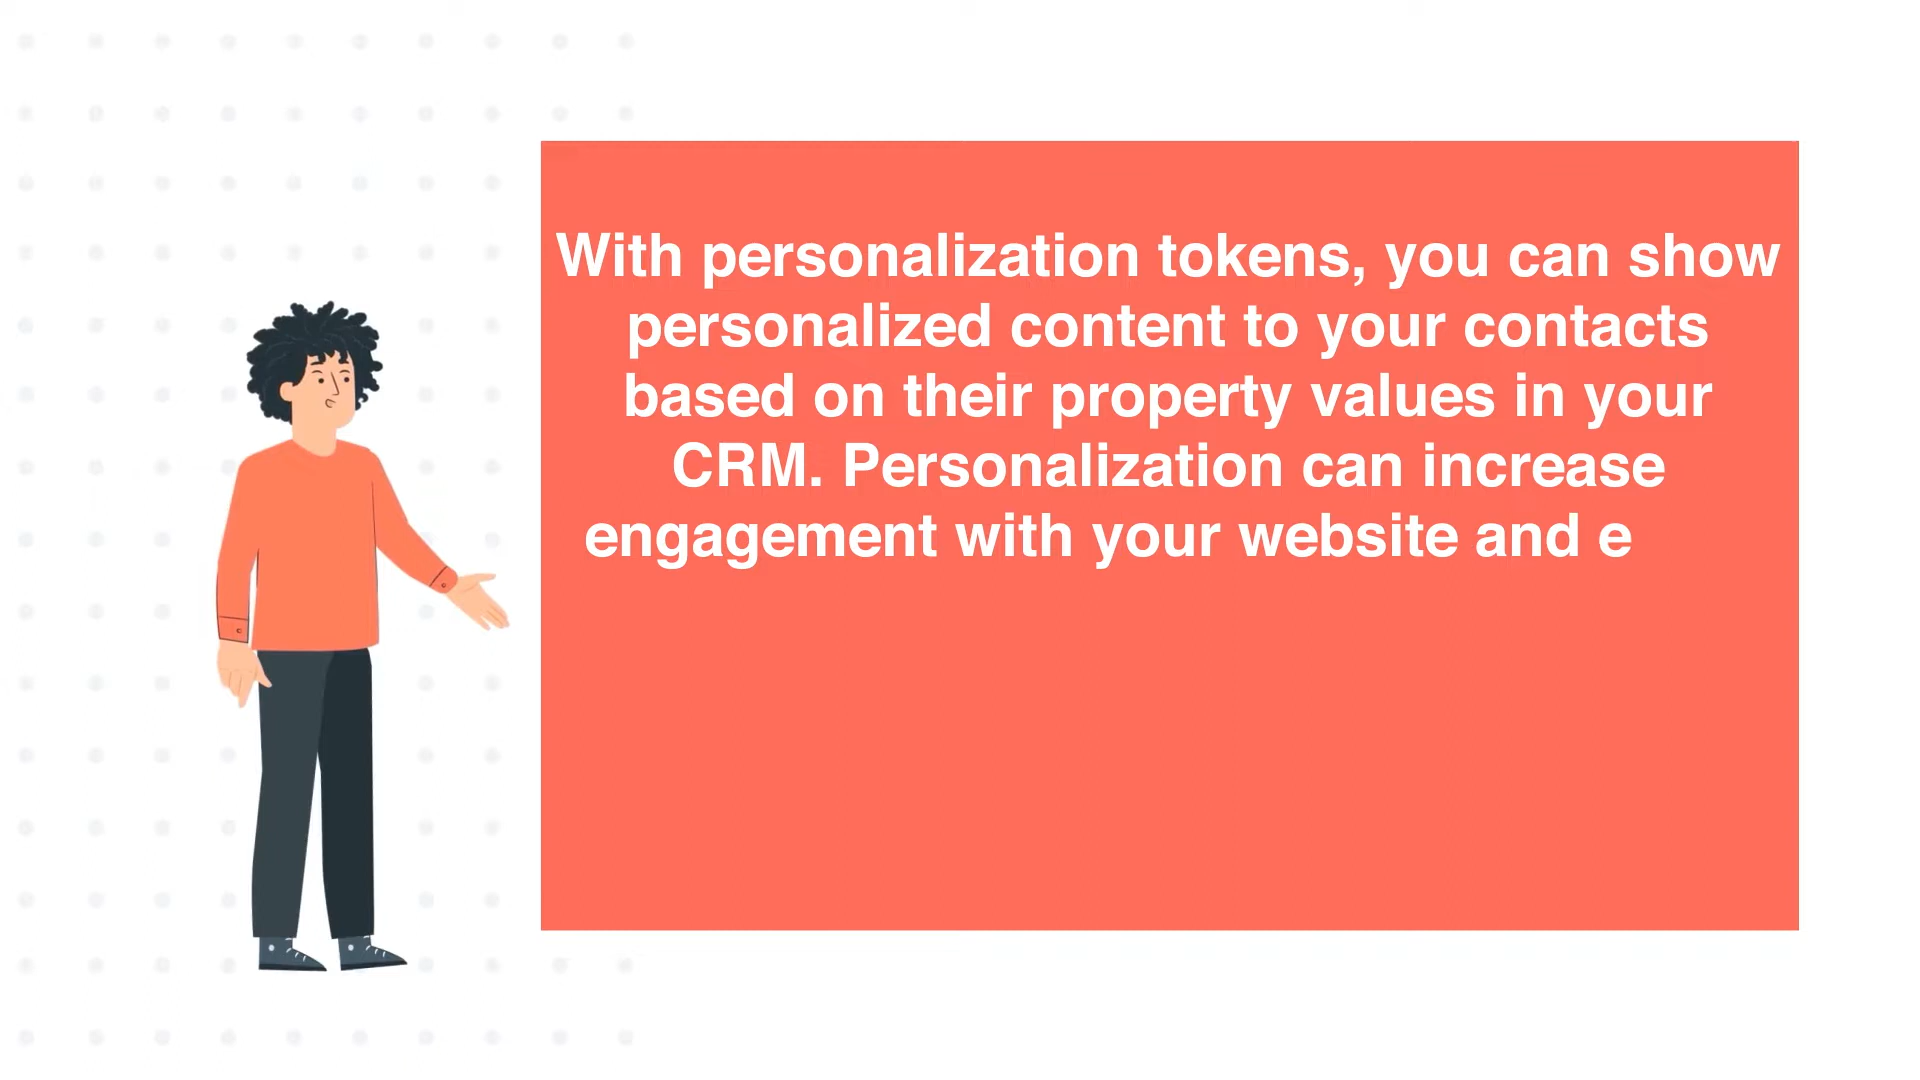 With personalization tokens, you can show
personalized content to your contacts
based on their property values in your
CRM. Personalization can increase
engagement with your website and e